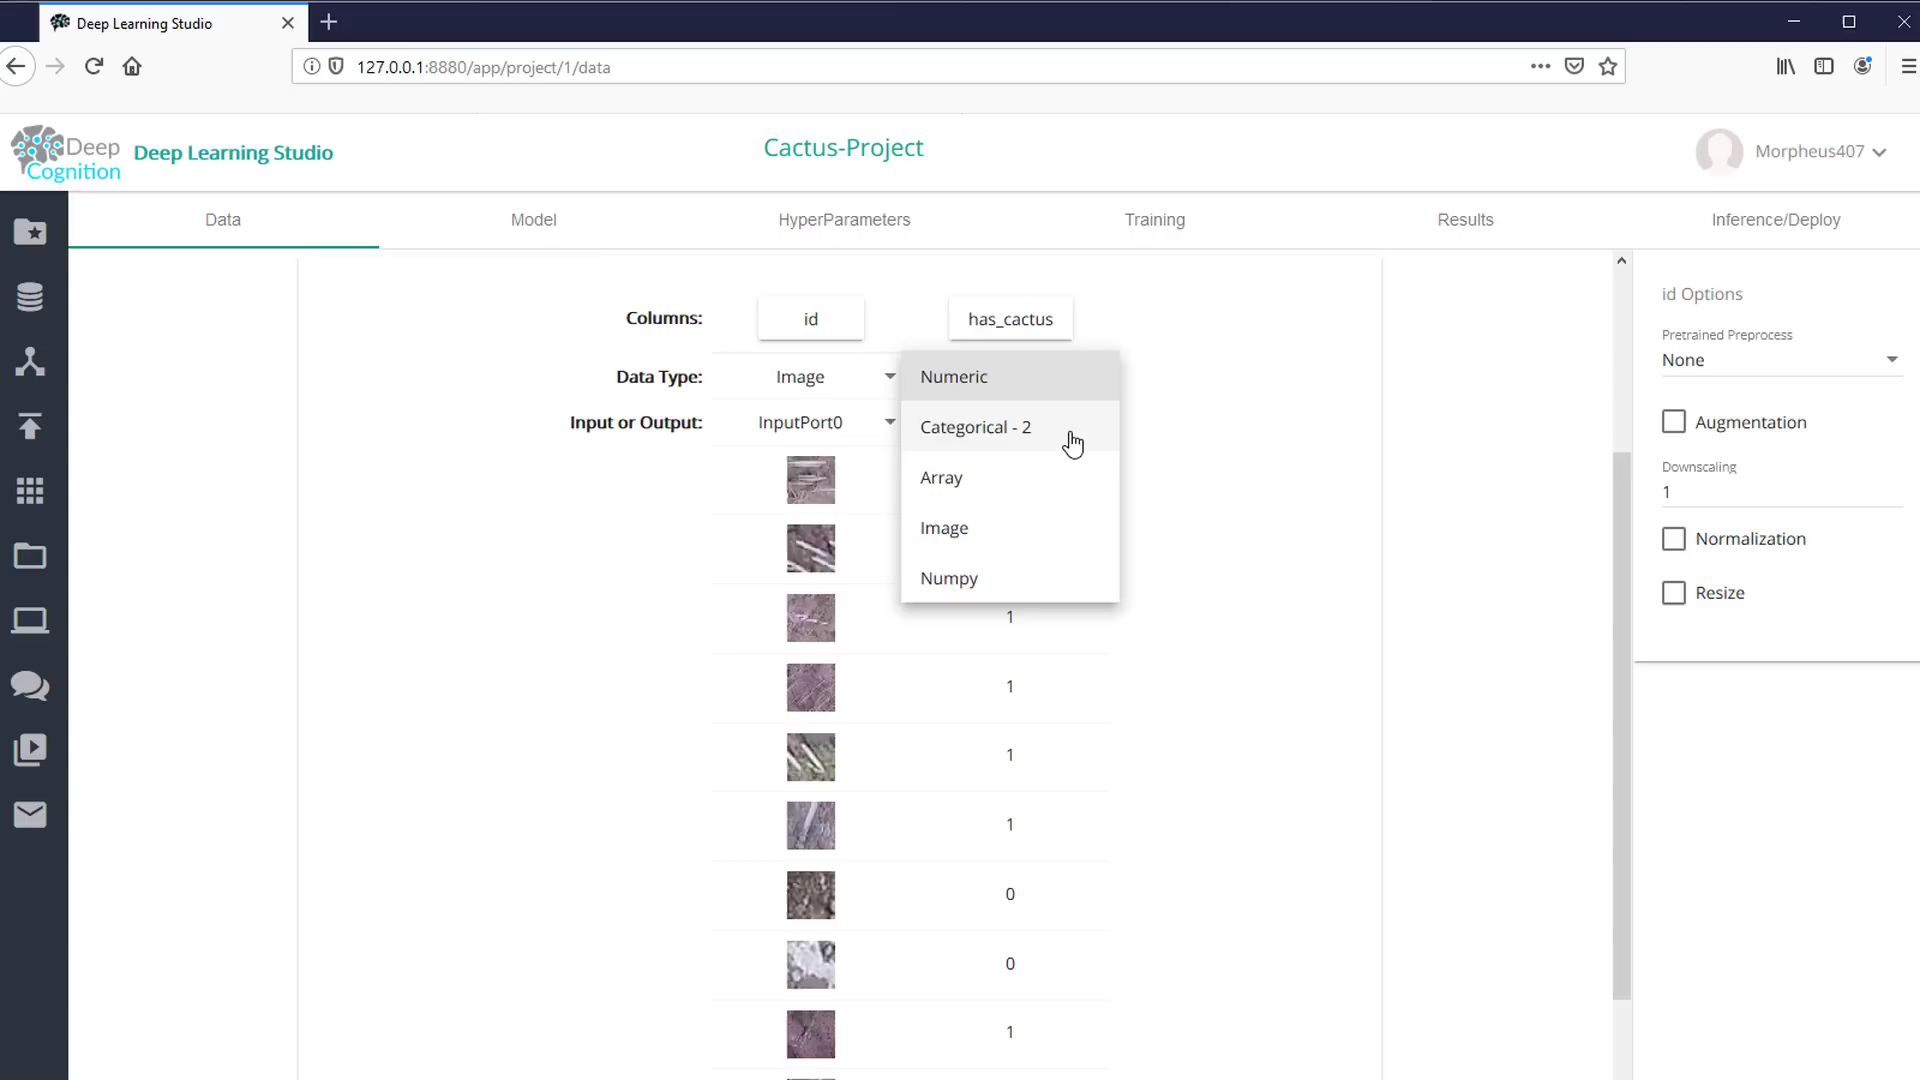 Deep Learning Studio
127.0.0.1:8880/app/project/1/data
Deep
Cognition
Deep Learning Studio
Cactus-Project
Morpheus407
Data
Model
HyperParameters
Training
Results
Inference/Deploy
Columns:
id
has_cactus
Data Type:
Image
Input or Output:
InputPort0
Numeric
Categorical - 2
Array
Image
Numpy
1
1
1
1
0
0
1
id Options
Pretrained Preprocess
None
Augmentation
Downscaling
1
Normalization
Resize